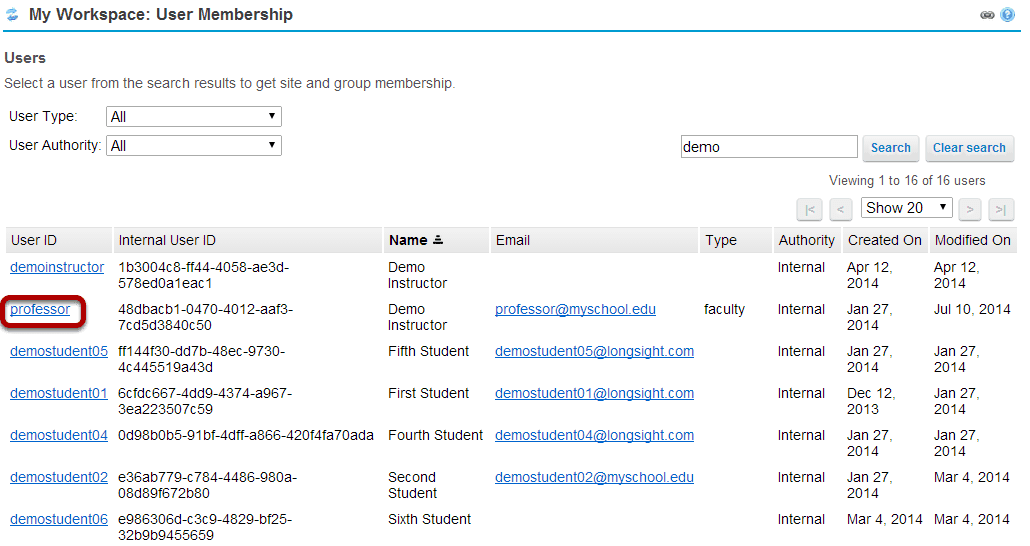 My Workspace: User Membership
Users
Select a user from the search results to get site and group membership.
User Type: All
User Authority: All
demo Search Clear search
Viewing 1 to 16 of 16 users
|< < Show 20 > >|
User ID Internal User ID Name Email Type Authority Created On Modified On
demoinstructor 1b3004c8-ff44-4058-ae3d- Demo Internal Apr 12, Apr 12,
578ed0a1eac1 Instructor 2014 2014
professor 48dbacb1-0470-4012-aaf3- Demo professor@myschool.edu faculty Internal Jan 27, Jul 10, 2014
7cd5d3840c50 Instructor 2014
demostudent05 ff144f30-dd7b-48ec-9730- Fifth Student demostudent05@longsight.com Internal Jan 27, Jan 27,
4c445519a43d 2014 2014
demostudent01 6cfdc667-4dd9-4374-a967- First Student demostudent01@longsight.com Internal Dec 12, Jan 27,
3ea223507c59 2013 2014
demostudent04 0d98b0b5-91bf-4dff-a866-420f4fa70ada Fourth Student demostudent04@longsight.com Internal Jan 27, Jan 27,
2014 2014
demostudent02 e36ab779-c784-4486-980a- Second demostudent02@myschool.edu Internal Jan 27, Mar 4, 2014
08d89f672b80 Student 2014
demostudent06 e986306d-c3c9-4829-bf25- Sixth Student Internal Mar 4, 2014 Mar 4, 2014
32b9b9455659